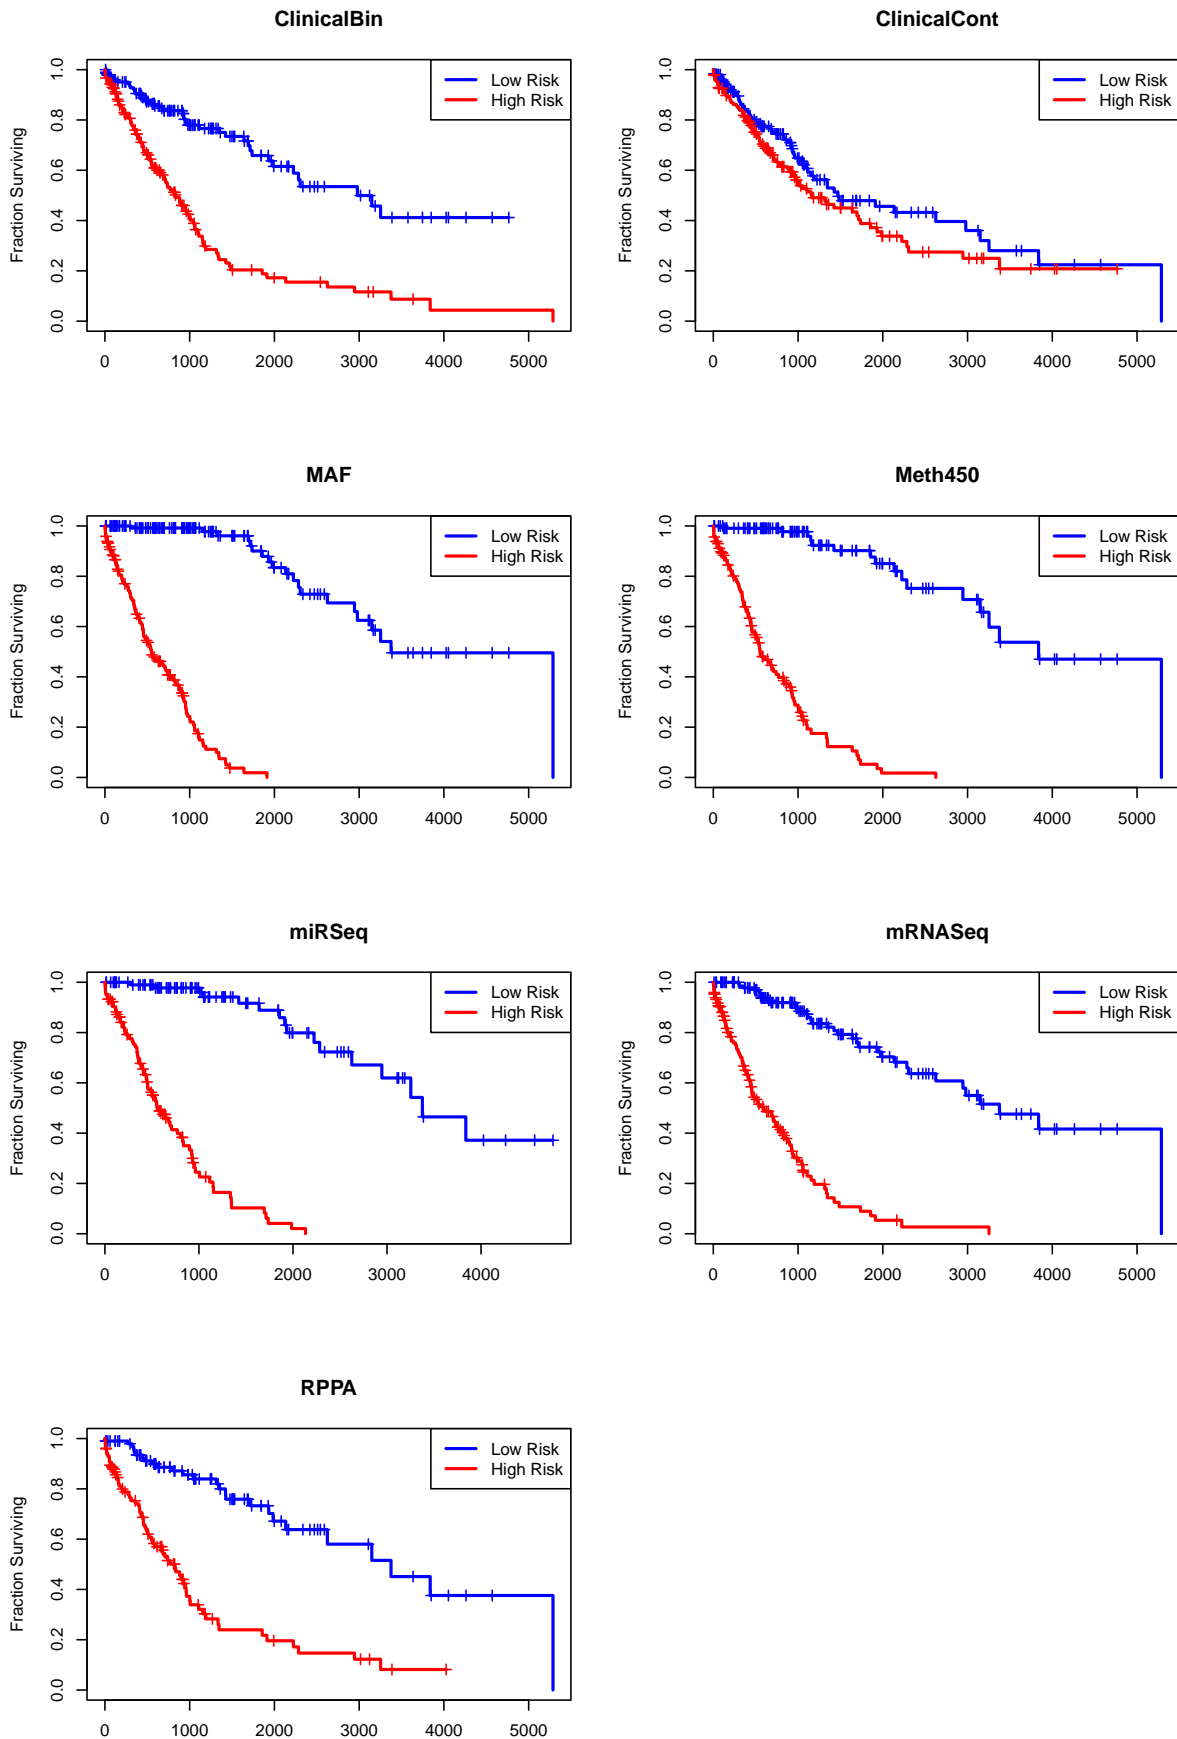 ClinicalBin
Fraction Surviving
0.0 0.2 0.4 0.6 0.8 1.0
Low Risk
High Risk
0 1000 2000 3000 4000 5000
ClinicalCont
Fraction Surviving
0.0 0.2 0.4 0.6 0.8 1.0
Low Risk
High Risk
0 1000 2000 3000 4000 5000
MAF
Fraction Surviving
0.0 0.2 0.4 0.6 0.8 1.0
Low Risk
High Risk
0 1000 2000 3000 4000 5000
Meth450
Fraction Surviving
0.0 0.2 0.4 0.6 0.8 1.0
Low Risk
High Risk
0 1000 2000 3000 4000 5000
miRSeq
Fraction Surviving
0.0 0.2 0.4 0.6 0.8 1.0
Low Risk
High Risk
0 1000 2000 3000 4000
mRNASeq
Fraction Surviving
0.0 0.2 0.4 0.6 0.8 1.0
Low Risk
High Risk
0 1000 2000 3000 4000 5000
RPPA
Fraction Surviving
0.0 0.2 0.4 0.6 0.8 1.0
Low Risk
High Risk
0 1000 2000 3000 4000 5000